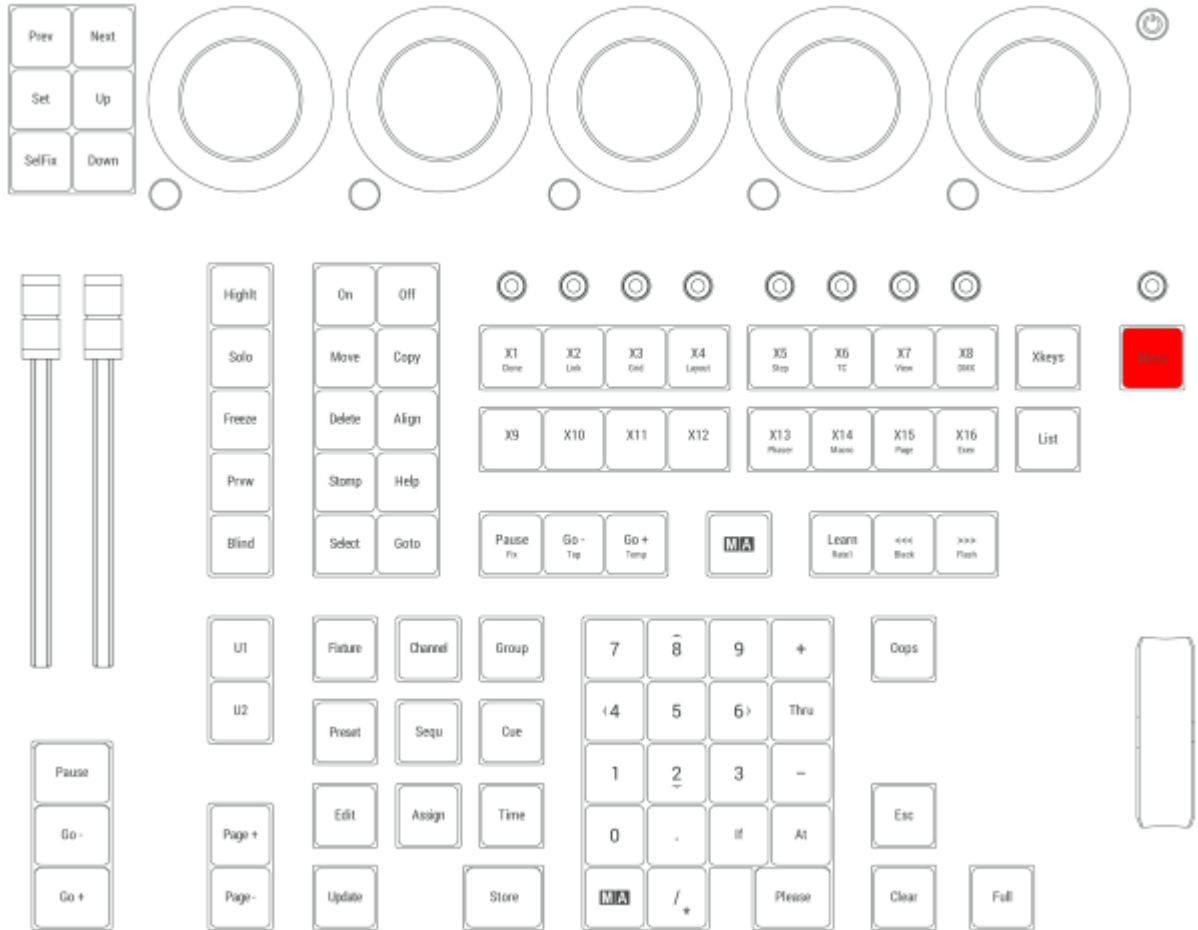 Prev Next
Set Up
SelFix Down
Highlt On Off
Solo Move Copy X1 X2 X3 X4 X5 X6 X7 X8 Xkeys Menu
Clone Link Grid Layout Step TC View DMX
Freeze Delete Align X9 X10 X11 X12 X13 X14 X15 X16 List
Phaser Macro Page Exec
Prvw Stomp Help
Blind Select Goto Pause Go - Go + MA Learn <<< >>>
Fix Top Temp Rate1 Black Flash
U1 Fixture Channel Group 7 8 9 + Oops
U2 Preset Sequ Cue 4 5 6 Thru
Pause 1 2 3 -
Go - Page + Edit Assign Time 0 . If At Esc
Go + Page - Update Store MA / * Please Clear Full